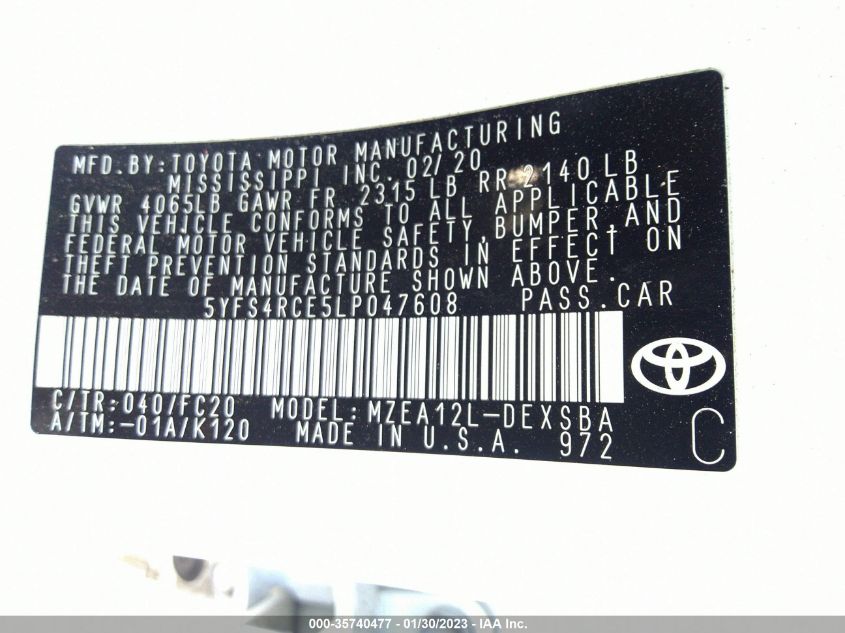 MFD.BY:TOYOTA MOTOR MANUFACTURING
MISSISSIPPI INC. 02/20
GVWR 4065LB GAWR FR 2315 LB RR 2140 LB
THIS VEHICLE CONFORMS TO ALL APPLICABLE
FEDERAL MOTOR VEHICLE SAFETY,BUMPER,AND
THEFT PREVENTION STANDARDS IN EFFECT ON
THE DATE OF MANUFACTURE SHOWN ABOVE.
5YFS4RCE5LP047608 PASS.CAR
C/TR:040/FC20 MODEL:MZEA12L-DEXSBA
A/TM:-01A/K120 MADE IN U.S.A. 972
C
000-35740477 - 01/30/2023 - IAA Inc.